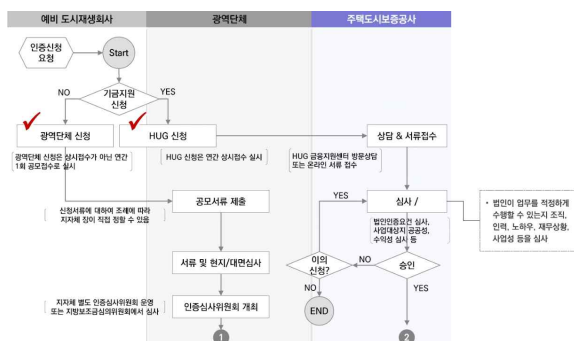 예비 도시재생회사
광역단체
주택도시보증공사
인증신청
요청
Start
기금지원
신청
NO
YES
광역단체 신청
HUG 신청
상담 & 서류접수
광역단체 신청은 상시접수가 아닌 연간
1회 공모접수로 실시
HUG 신청은 연간 상시접수 실시
HUG 금융지원센터 방문상담
또는 온라인 서류 접수
신청서류에 대하여 조례에 따라
지자체 장이 직접 정할 수 있음
공모서류 제출
YES
심사 /
법인인증요건 심사,
사업대상지 공공성,
수익성 심사 등
• 법인이 업무를 적정하게
수행할 수 있는지 조직,
인력, 노하우, 재무상황,
사업성 등을 심사
서류 및 현지/대면심사
이의
신청?
NO
승인
NO
YES
END
지자체 별도 인증심사위원회 운영
또는 지방보조금심의위원회에서 심사
인증심사위원회 개최
1
2